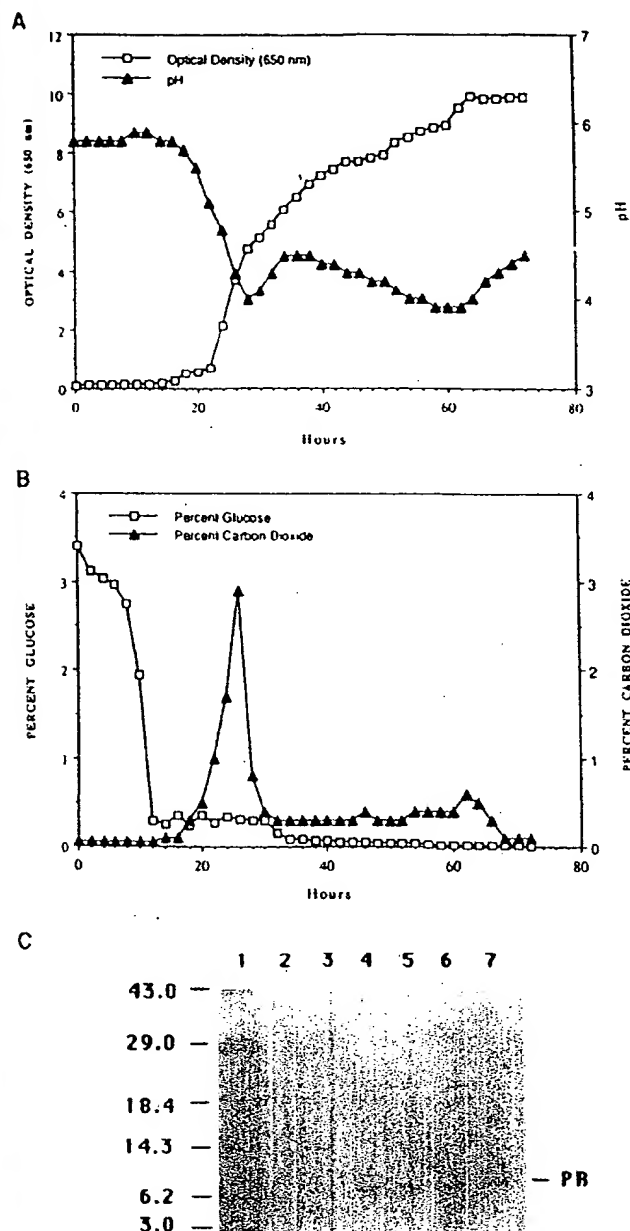 A
Optical Density (650 nm)
pH
12
10
8
6
4
2
0
OPTICAL DENSITY (650 nm)
7
6
5
4
3
pH
0 20 40 60 80
Hours
B
Percent Glucose
Percent Carbon Dioxide
4
3
2
1
0
PERCENT GLUCOSE
4
3
2
1
0
PERCENT CARBON DIOXIDE
0 20 40 60 80
Hours
C
1 2 3 4 5 6 7
43.0
29.0
18.4
14.3
6.2
3.0
PR